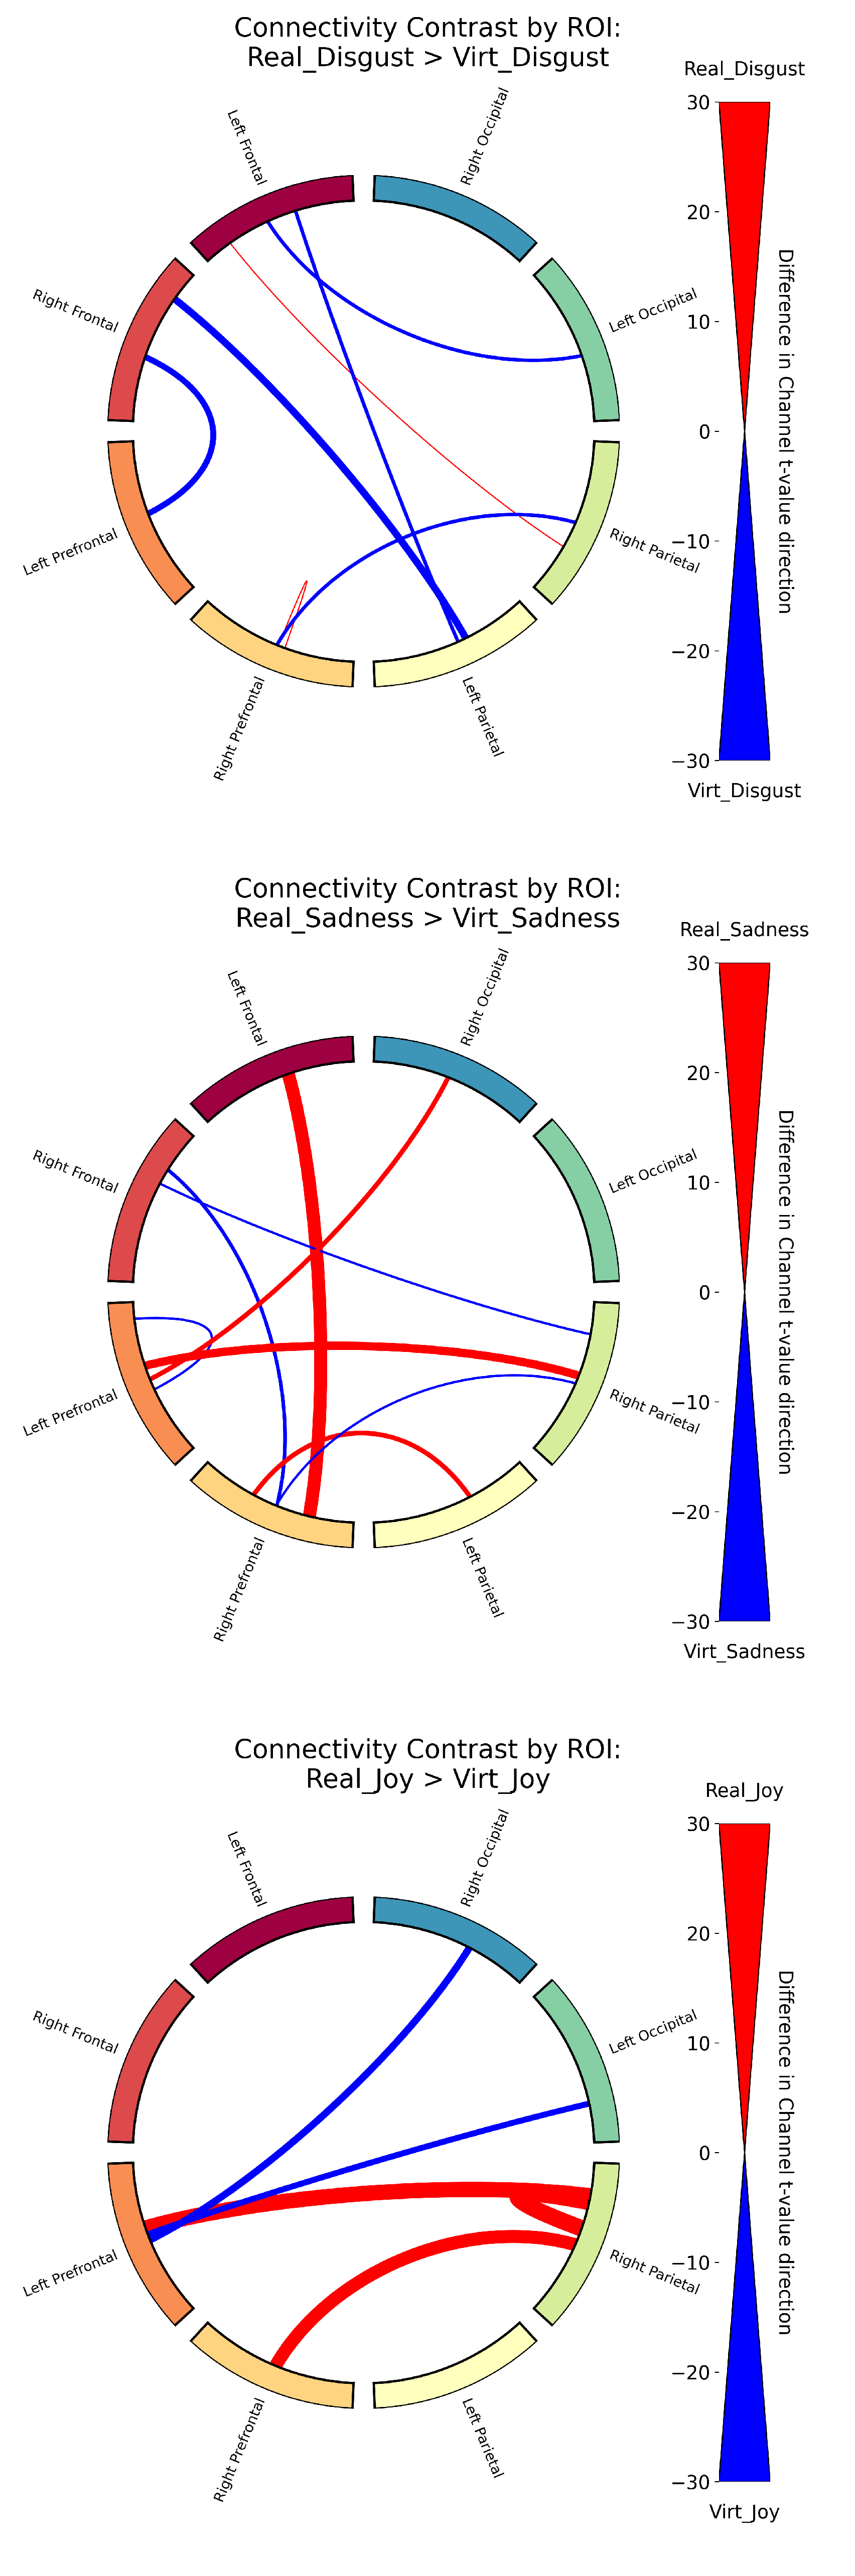 Connectivity Contrast by ROI:
Real_Disgust > Virt_Disgust
Real_Disgust
Left Frontal
Right Occipital
Right Frontal
Left Occipital
Left Prefrontal
Right Parietal
Right Prefrontal
Left Parietal
30
20
10
0
−10
−20
−30
Difference in Channel t-value direction
Virt_Disgust
Connectivity Contrast by ROI:
Real_Sadness > Virt_Sadness
Real_Sadness
Left Frontal
Right Occipital
Right Frontal
Left Occipital
Left Prefrontal
Right Parietal
Right Prefrontal
Left Parietal
30
20
10
0
−10
−20
−30
Difference in Channel t-value direction
Virt_Sadness
Connectivity Contrast by ROI:
Real_Joy > Virt_Joy
Real_Joy
Left Frontal
Right Occipital
Right Frontal
Left Occipital
Left Prefrontal
Right Parietal
Right Prefrontal
Left Parietal
30
20
10
0
−10
−20
−30
Difference in Channel t-value direction
Virt_Joy